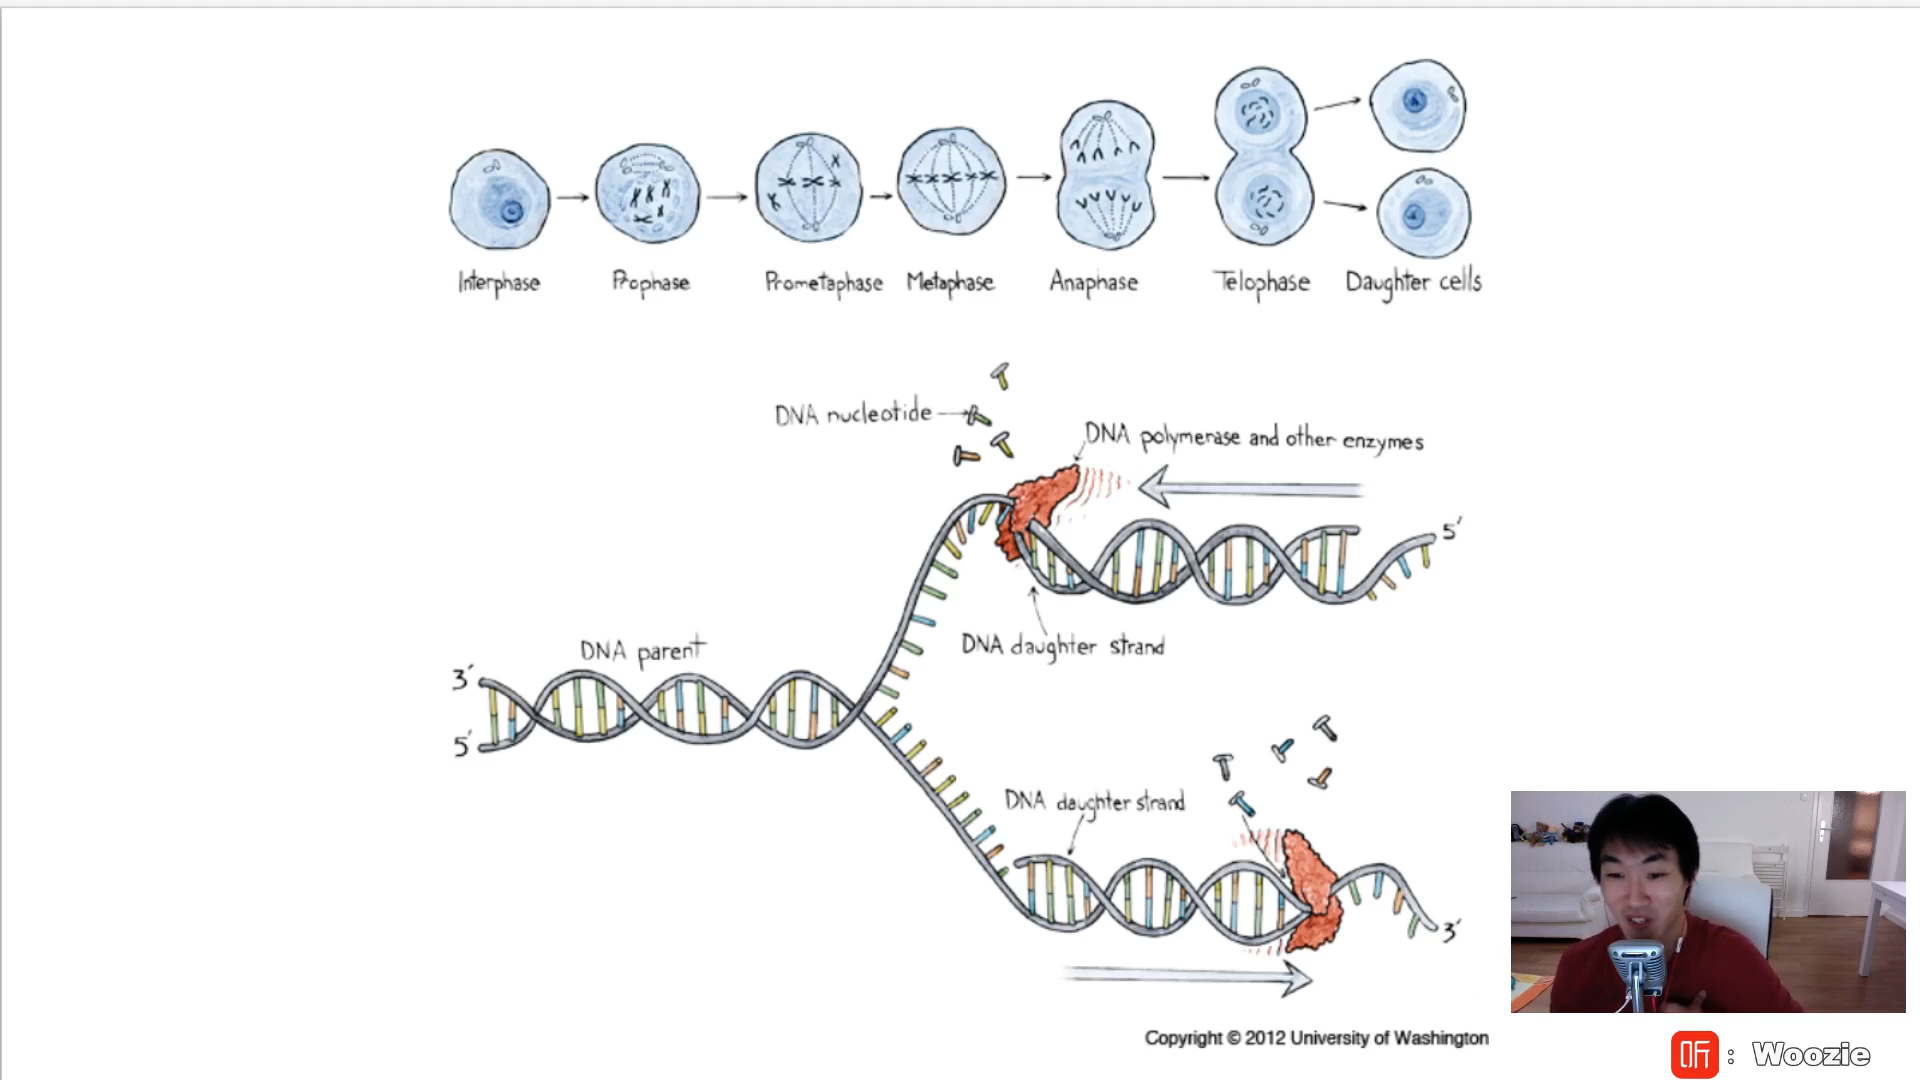 Interphase
Prophase
Prometaphase
Metaphase
Anaphase
Telophase
Daughter cells
DNA nucleotide
DNA polymerase and other enzymes
5′
DNA daughter strand
DNA parent
3′
5′
DNA daughter strand
3′
Copyright © 2012 University of Washington
听 : Woozie